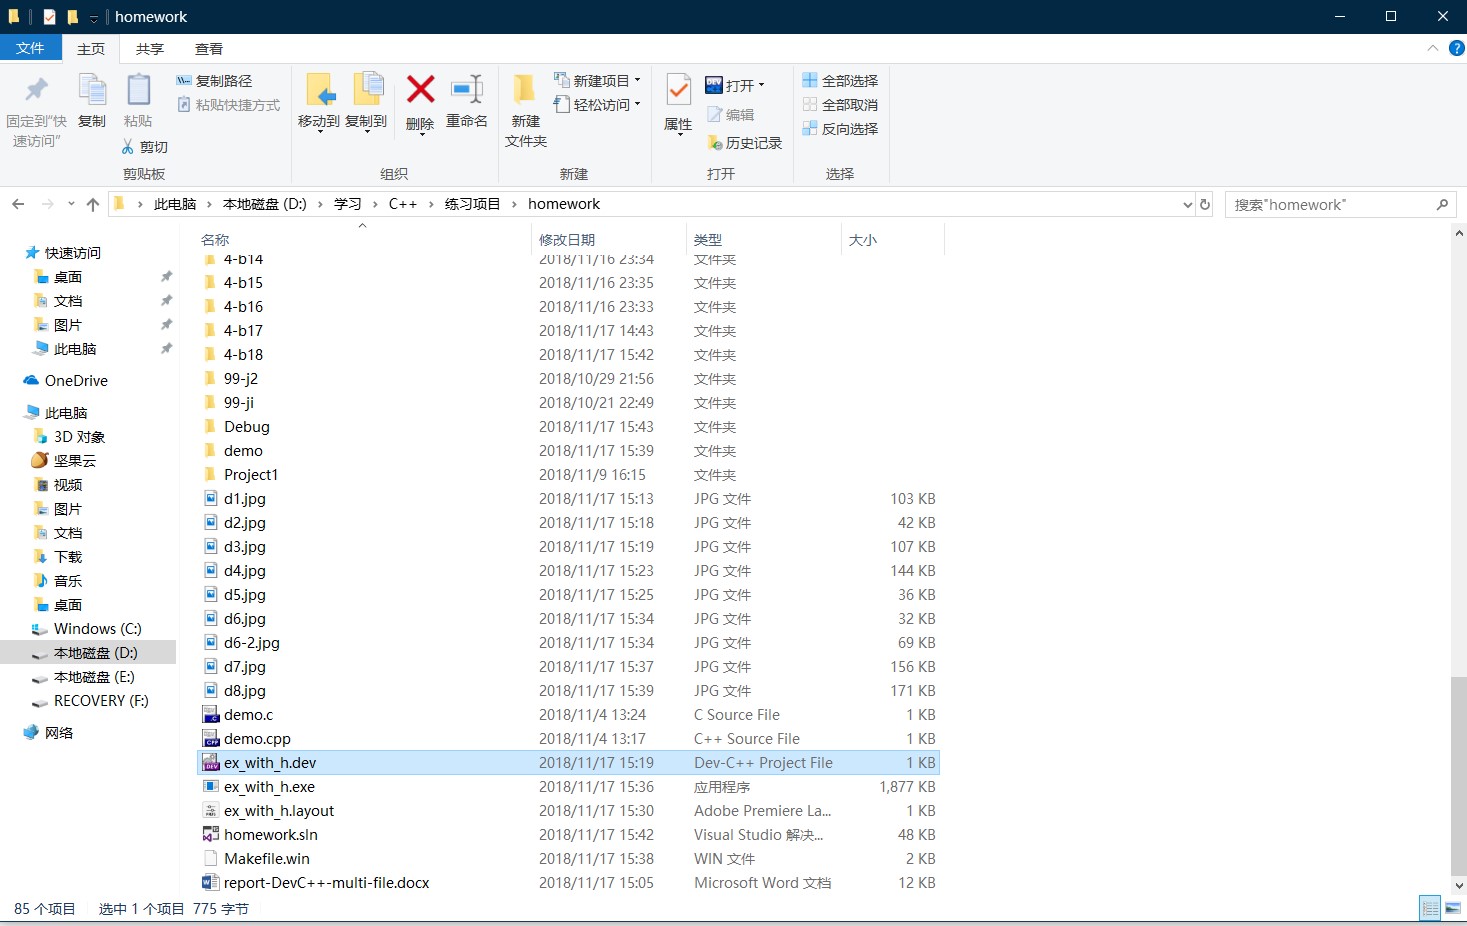 homework
文件 主页 共享 查看
固定到"快速访问"
复制
粘贴
复制路径
粘贴快捷方式
剪切
剪贴板
移动到 复制到 删除 重命名
组织
新建文件夹
新建项目
轻松访问
新建
属性
打开
编辑
历史记录
打开
全部选择
全部取消
反向选择
选择
此电脑 › 本地磁盘 (D:) › 学习 › C++ › 练习项目 › homework
搜索"homework"
快速访问
桌面
文档
图片
此电脑
OneDrive
此电脑
3D 对象
坚果云
视频
图片
文档
下载
音乐
桌面
Windows (C:)
本地磁盘 (D:)
本地磁盘 (E:)
RECOVERY (F:)
网络
名称 修改日期 类型 大小
4-b14 2018/11/16 23:34 文件夹
4-b15 2018/11/16 23:35 文件夹
4-b16 2018/11/16 23:33 文件夹
4-b17 2018/11/17 14:43 文件夹
4-b18 2018/11/17 15:42 文件夹
99-j2 2018/10/29 21:56 文件夹
99-ji 2018/10/21 22:49 文件夹
Debug 2018/11/17 15:43 文件夹
demo 2018/11/17 15:39 文件夹
Project1 2018/11/9 16:15 文件夹
d1.jpg 2018/11/17 15:13 JPG 文件 103 KB
d2.jpg 2018/11/17 15:18 JPG 文件 42 KB
d3.jpg 2018/11/17 15:19 JPG 文件 107 KB
d4.jpg 2018/11/17 15:23 JPG 文件 144 KB
d5.jpg 2018/11/17 15:25 JPG 文件 36 KB
d6.jpg 2018/11/17 15:34 JPG 文件 32 KB
d6-2.jpg 2018/11/17 15:34 JPG 文件 69 KB
d7.jpg 2018/11/17 15:37 JPG 文件 156 KB
d8.jpg 2018/11/17 15:39 JPG 文件 171 KB
demo.c 2018/11/4 13:24 C Source File 1 KB
demo.cpp 2018/11/4 13:17 C++ Source File 1 KB
ex_with_h.dev 2018/11/17 15:19 Dev-C++ Project File 1 KB
ex_with_h.exe 2018/11/17 15:36 应用程序 1,877 KB
ex_with_h.layout 2018/11/17 15:30 Adobe Premiere La... 1 KB
homework.sln 2018/11/17 15:42 Visual Studio 解决... 48 KB
Makefile.win 2018/11/17 15:38 WIN 文件 2 KB
report-DevC++-multi-file.docx 2018/11/17 15:05 Microsoft Word 文档 12 KB
85 个项目 选中 1 个项目 775 字节